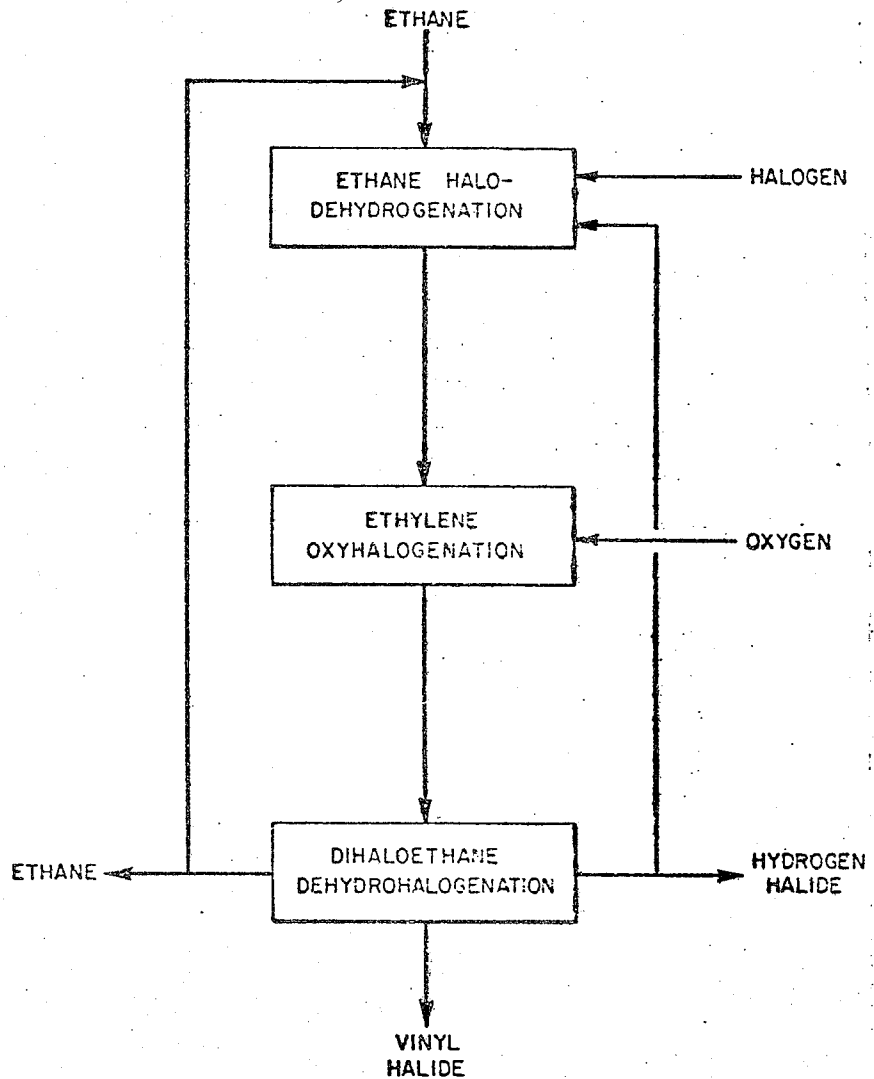 ETHANE
ETHANE HALO-
DEHYDROGENATION
HALOGEN
ETHYLENE
OXYHALOGENATION
OXYGEN
DIHALOETHANE
DEHYDROHALOGENATION
ETHANE
HYDROGEN
HALIDE
VINYL
HALIDE